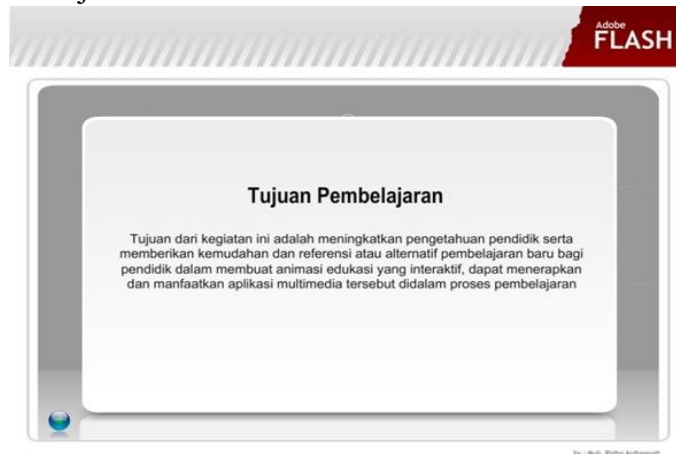 Adobe
FLASH
Tujuan Pembelajaran
Tujuan dari kegiatan ini adalah meningkatkan pengetahuan pendidik serta
memberikan kemudahan dan referensi atau alternatif pembelajaran baru bagi
pendidik dalam membuat animasi edukasi yang interaktif, dapat menerapkan
dan manfaatkan aplikasi multimedia tersebut didalam proses pembelajaran